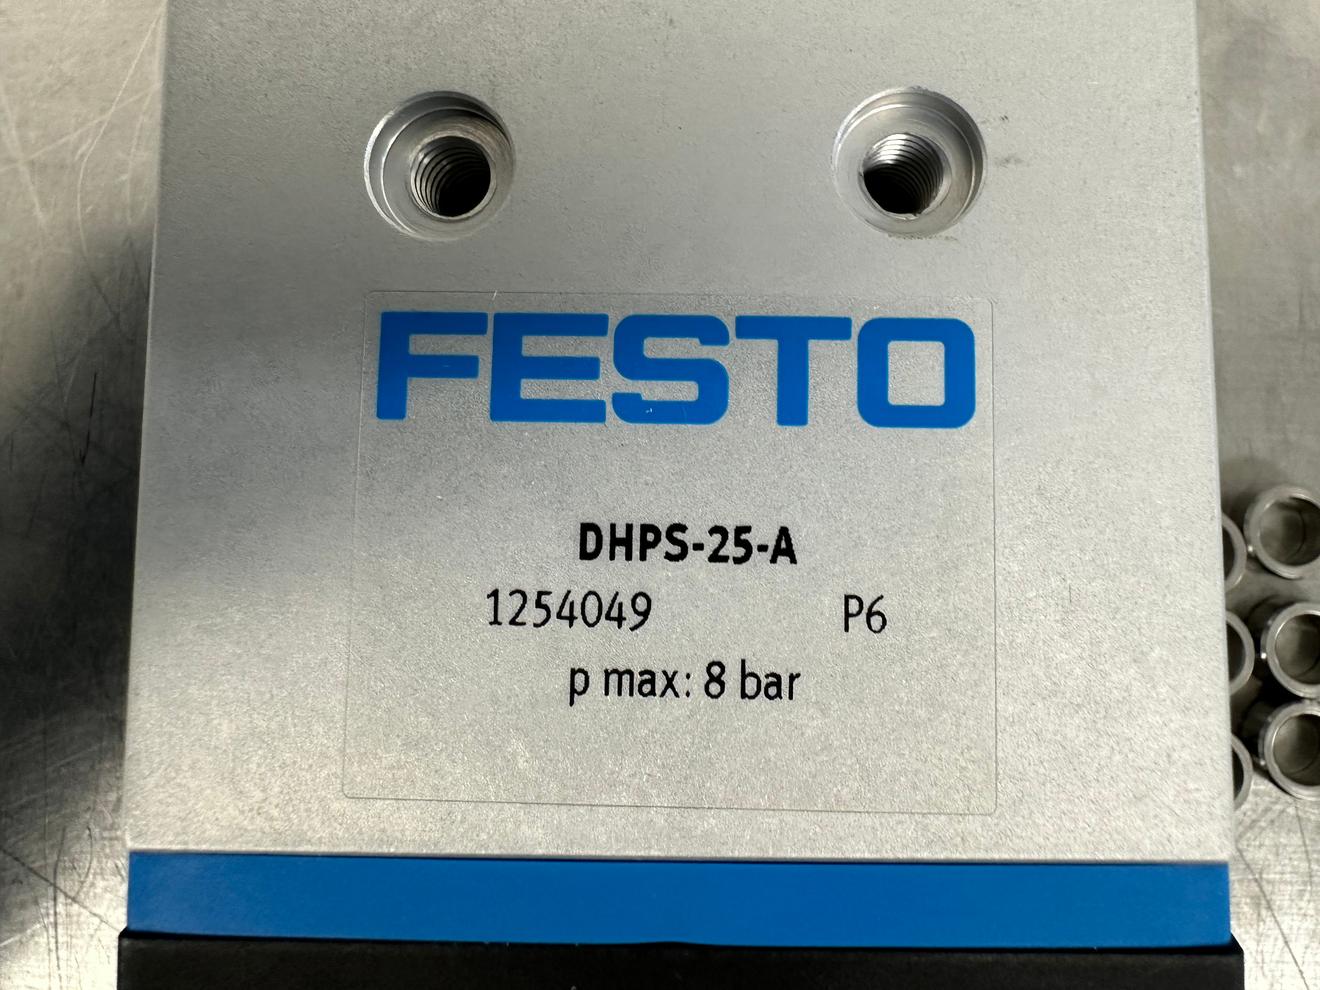 FESTO
DHPS-25-A
1254049 P6
p max: 8 bar